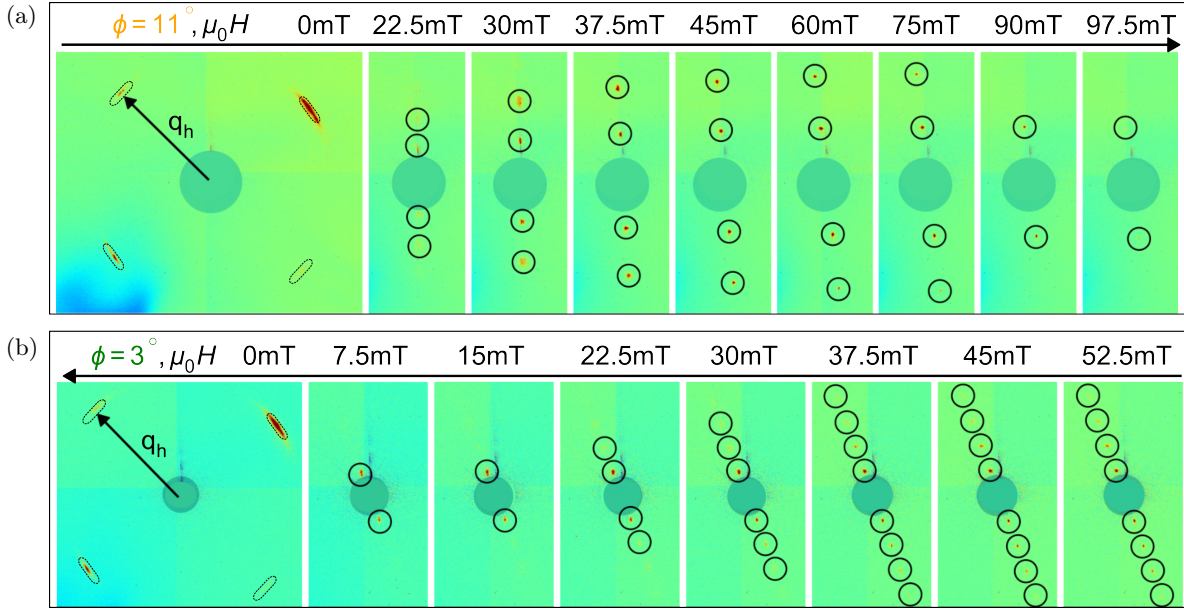 (a)
ϕ = 11°, μ₀H 0mT 22.5mT 30mT 37.5mT 45mT 60mT 75mT 90mT 97.5mT
qₕ
(b)
ϕ = 3°, μ₀H 0mT 7.5mT 15mT 22.5mT 30mT 37.5mT 45mT 52.5mT
qₕ